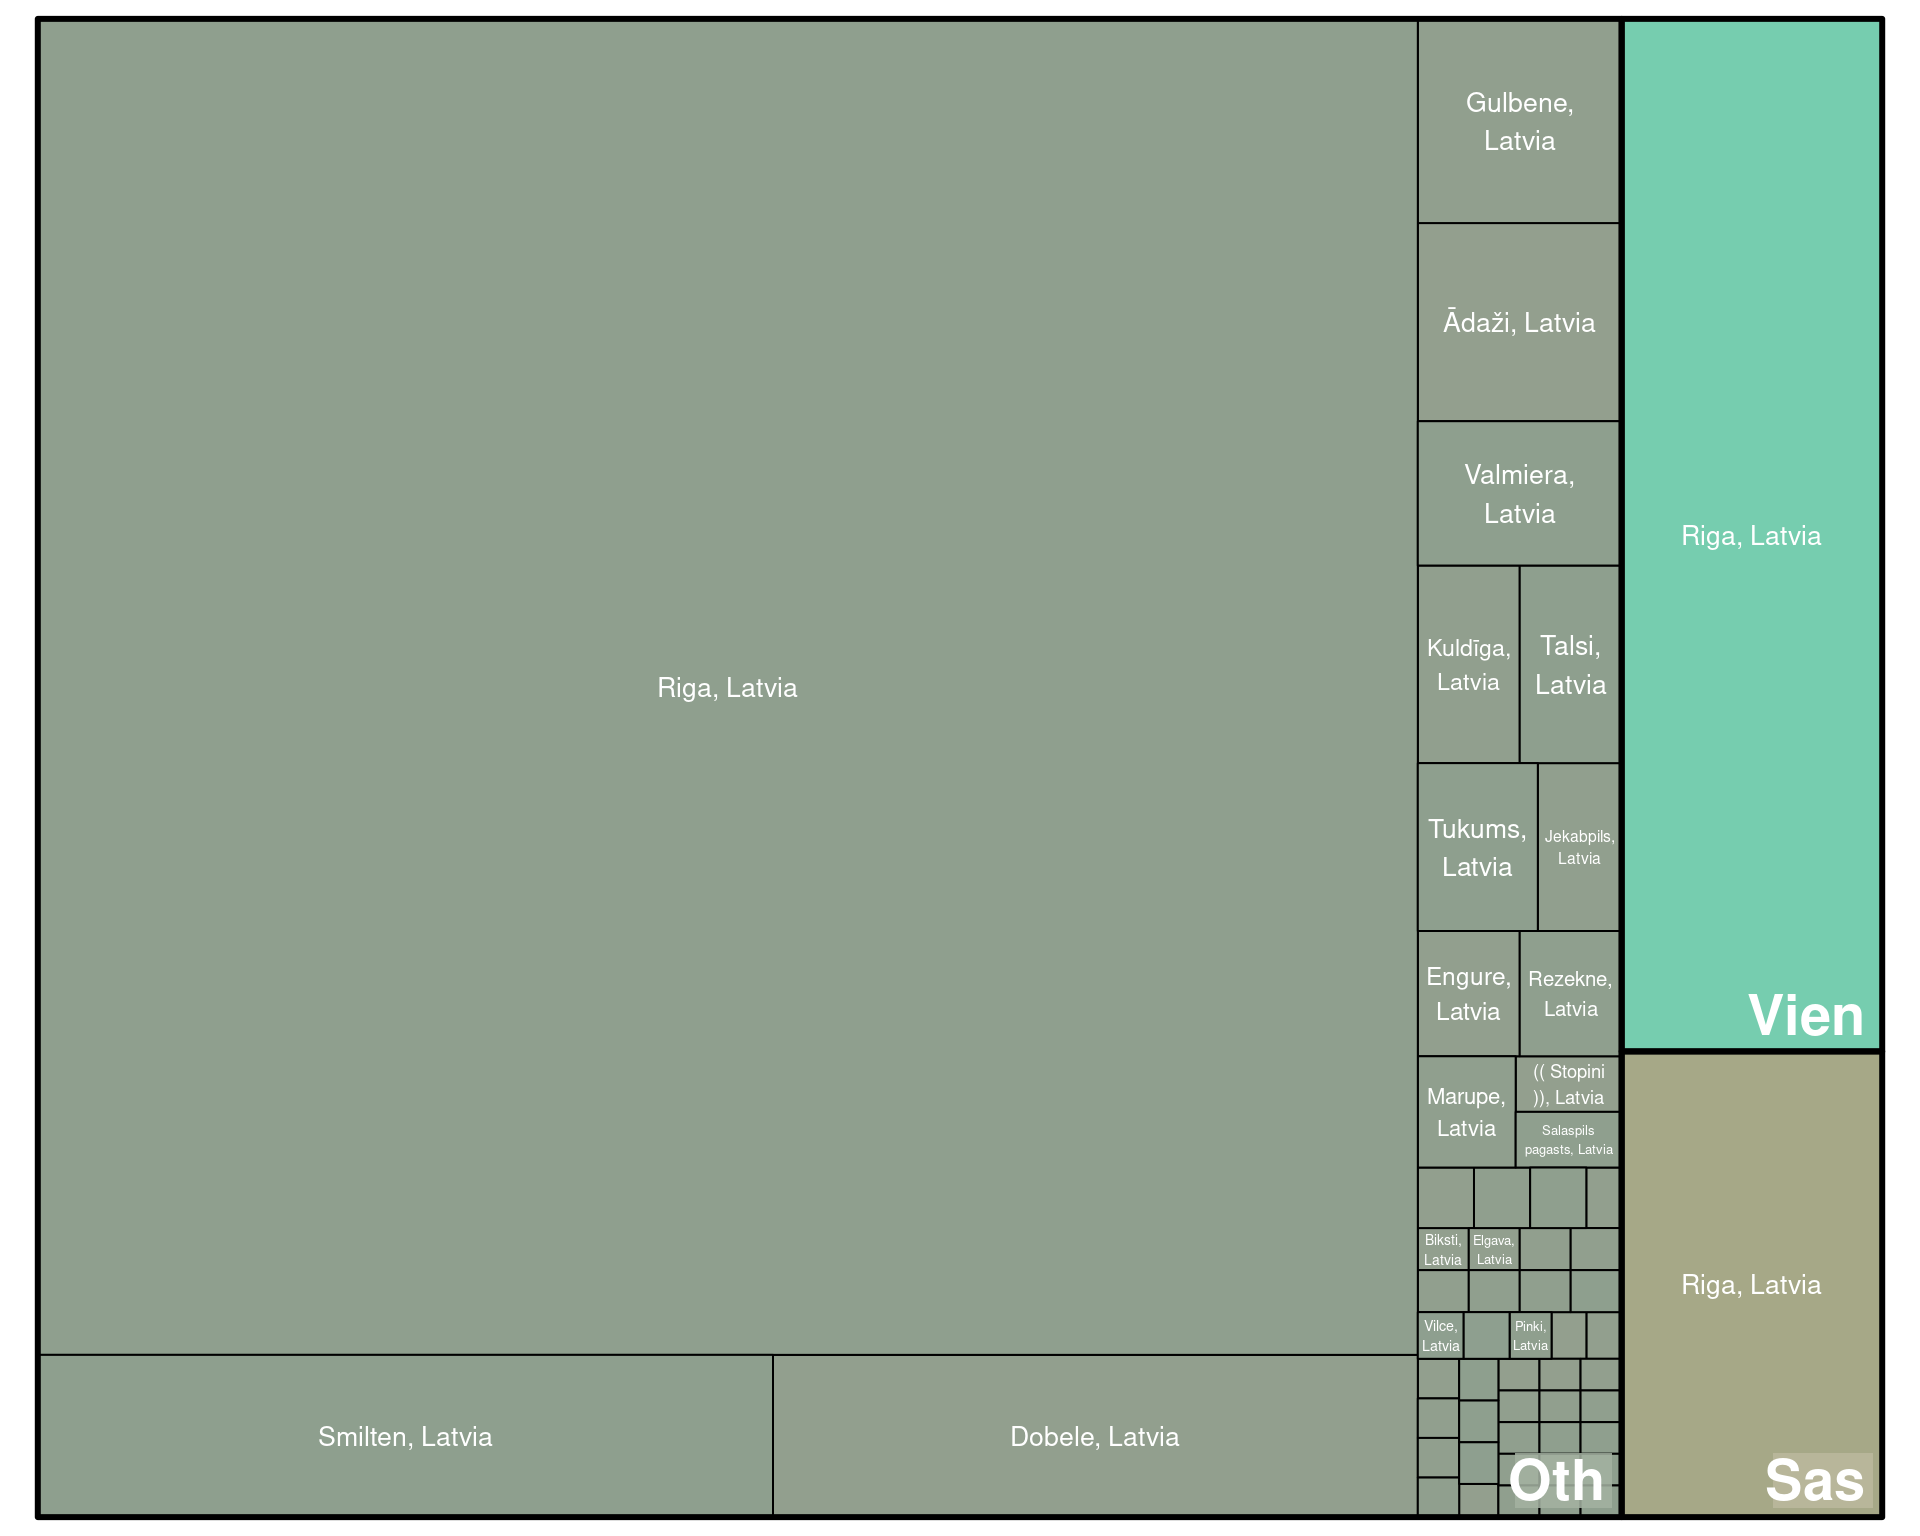 Riga, Latvia
Smilten, Latvia
Dobele, Latvia
Gulbene,
Latvia
Ādaži, Latvia
Valmiera,
Latvia
Kuldīga,
Latvia
Talsi,
Latvia
Tukums,
Latvia
Jekabpils,
Latvia
Engure,
Latvia
Rezekne,
Latvia
Marupe,
Latvia
(( Stopini
)), Latvia
Salaspils
pagasts, Latvia
Biksti,
Latvia
Elgava,
Latvia
Vilce,
Latvia
Pinki,
Latvia
Oth
Riga, Latvia
Vien
Riga, Latvia
Sas